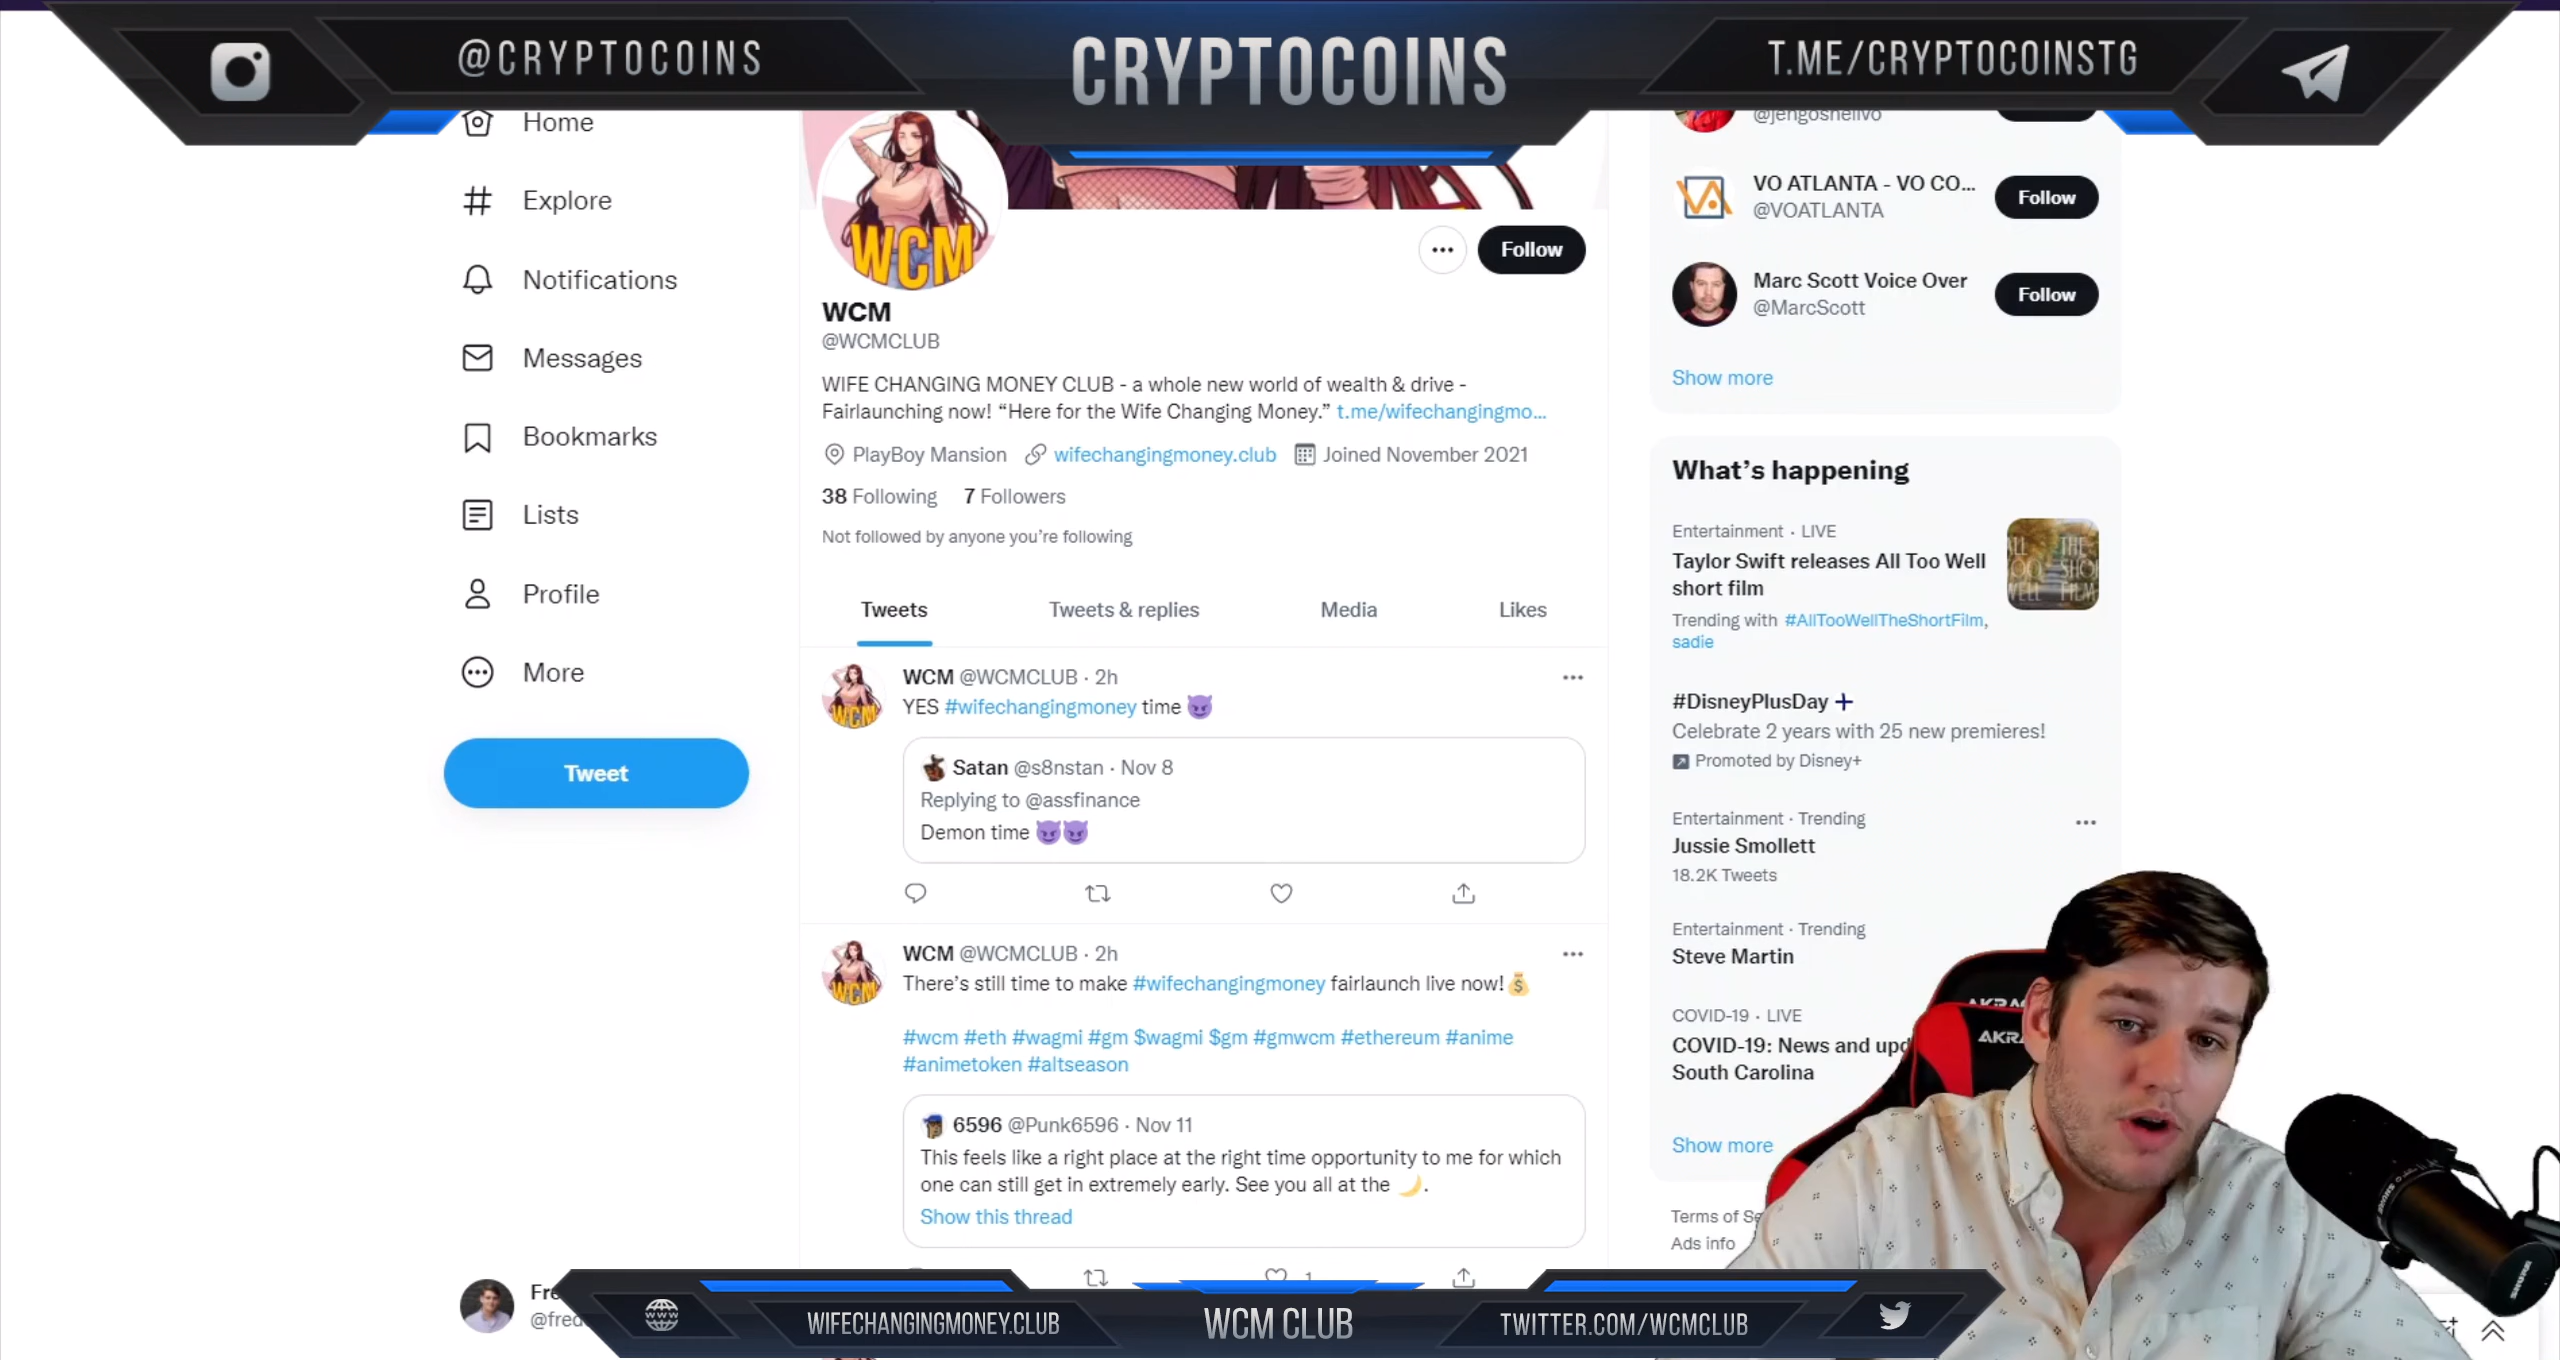 @CRYPTOCOINS
CRYPTOCOINS
T.ME/CRYPTOCOINSTG
Home
Explore
Notifications
Messages
Bookmarks
Lists
Profile
More
Tweet
WCM
Follow
WCM
@WCMCLUB
WIFE CHANGING MONEY CLUB - a whole new world of wealth & drive -
Fairlaunching now! “Here for the Wife Changing Money.” t.me/wifechangingmo...
PlayBoy Mansion wifechangingmoney.club Joined November 2021
38 Following 7 Followers
Not followed by anyone you’re following
Tweets Tweets & replies Media Likes
WCM @WCMCLUB · 2h
YES #wifechangingmoney time 😈
Satan @s8nstan · Nov 8
Replying to @assfinance
Demon time 😈😈
WCM @WCMCLUB · 2h
There’s still time to make #wifechangingmoney fairlaunch live now!💰
#wcm #eth #wagmi #gm $wagmi $gm #gmwcm #ethereum #anime
#animetoken #altseason
6596 @Punk6596 · Nov 11
This feels like a right place at the right time opportunity to me for which
one can still get in extremely early. See you all at the 🌙.
Show this thread
1
@jengosnellvo
VO ATLANTA - VO CO...
@VOATLANTA
Follow
Marc Scott Voice Over
@MarcScott
Follow
Show more
What’s happening
Entertainment · LIVE
Taylor Swift releases All Too Well
short film
Trending with #AllTooWellTheShortFilm,
sadie
#DisneyPlusDay
Celebrate 2 years with 25 new premieres!
Promoted by Disney+
Entertainment · Trending
Jussie Smollett
18.2K Tweets
Entertainment · Trending
Steve Martin
COVID-19 · LIVE
COVID-19: News and upd
South Carolina
Show more
Terms of Se
Ads info
SHURE
Fre
@fred
WWW
WIFECHANGINGMONEY.CLUB
WCM CLUB
TWITTER.COM/WCMCLUB